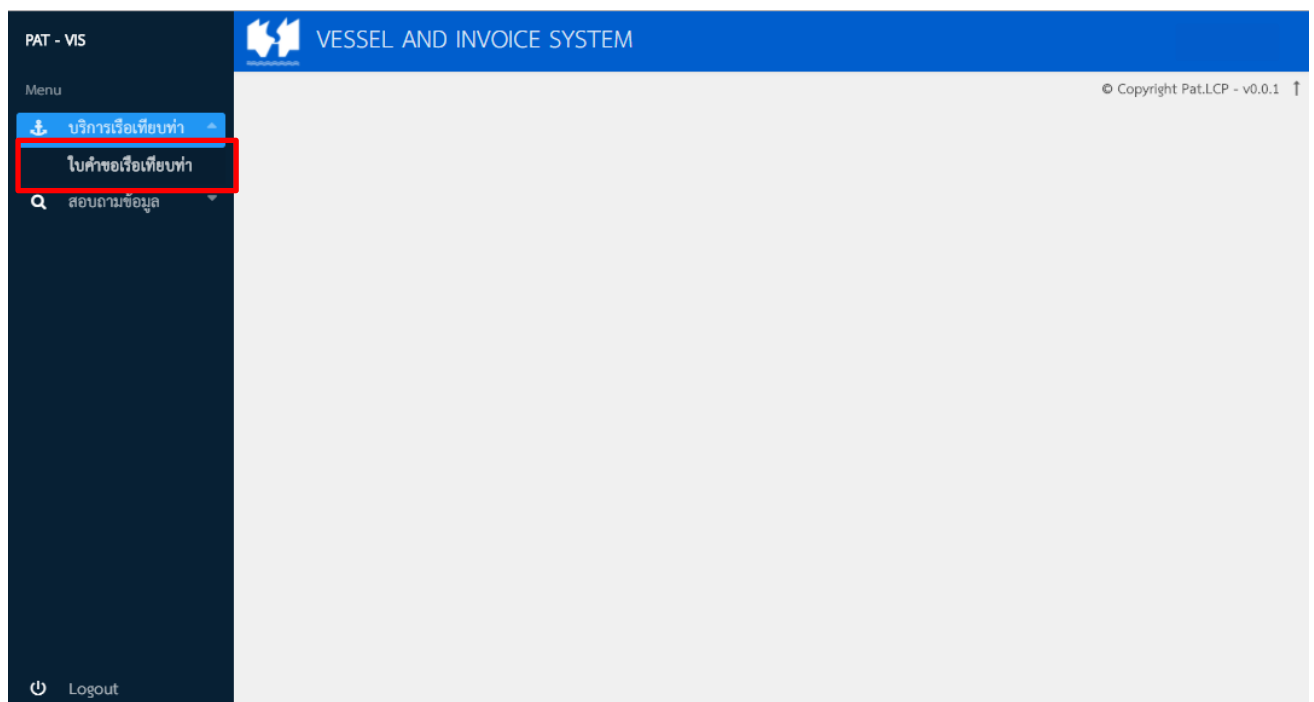 PAT - VIS
VESSEL AND INVOICE SYSTEM
Menu
© Copyright Pat.LCP - v0.0.1 ↑
บริการเรือเทียบท่า
ใบคำขอเรือเทียบท่า
สอบถามข้อมูล
Logout